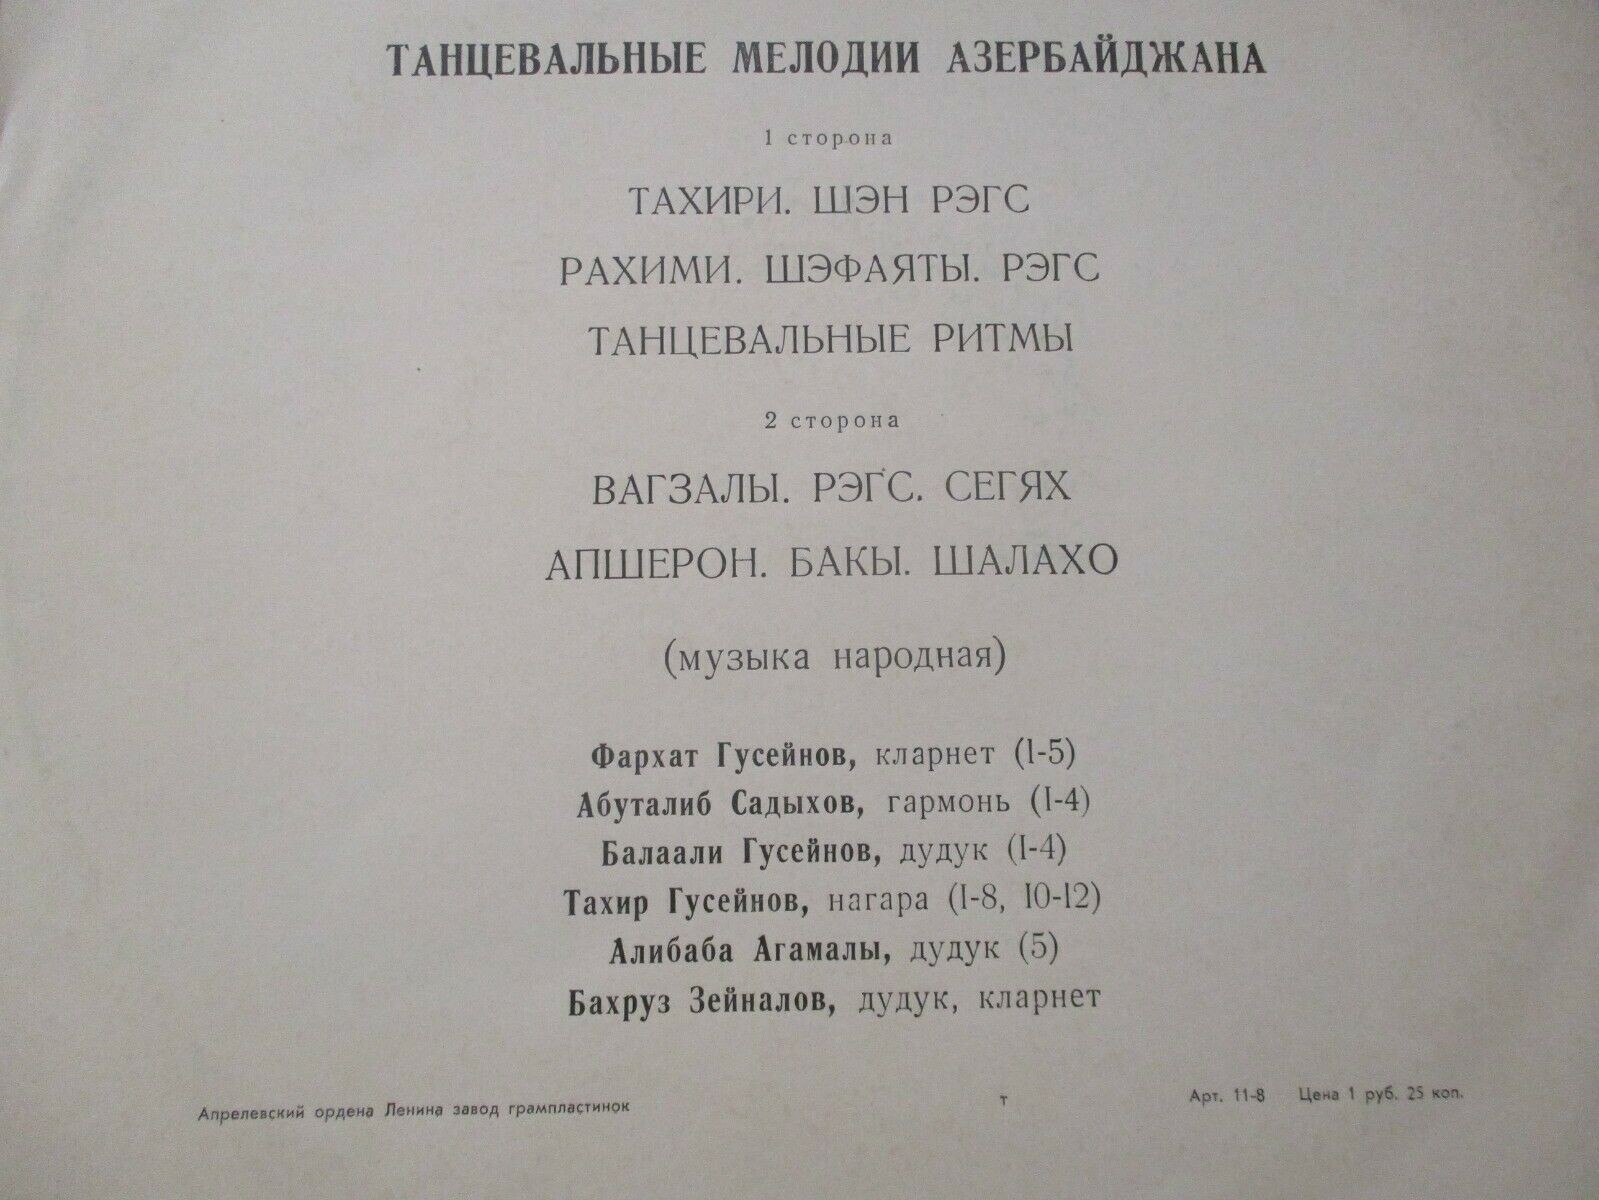 ТАНЦЕВАЛЬНЫЕ МЕЛОДИИ АЗЕРБАЙДЖАНА
1 сторона
ТАХИРИ. ШЭН РЭГС
РАХИМИ. ШЭФАЯТЫ. РЭГС
ТАНЦЕВАЛЬНЫЕ РИТМЫ
2 сторона
ВАГЗАЛЫ. РЭГС. СЕГЯХ
АПШЕРОН. БАКЫ. ШАЛАХО
(музыка народная)
Фархат Гусейнов, кларнет (1-5)
Абуталиб Садыхов, гармонь (1-4)
Балаали Гусейнов, дудук (1-4)
Тахир Гусейнов, нагара (1-8, 10-12)
Алибаба Агамалы, дудук (5)
Бахруз Зейналов, дудук, кларнет
Апрелевский ордена Ленина завод грампластинок т Арт. 11-8 Цена 1 руб. 25 коп.